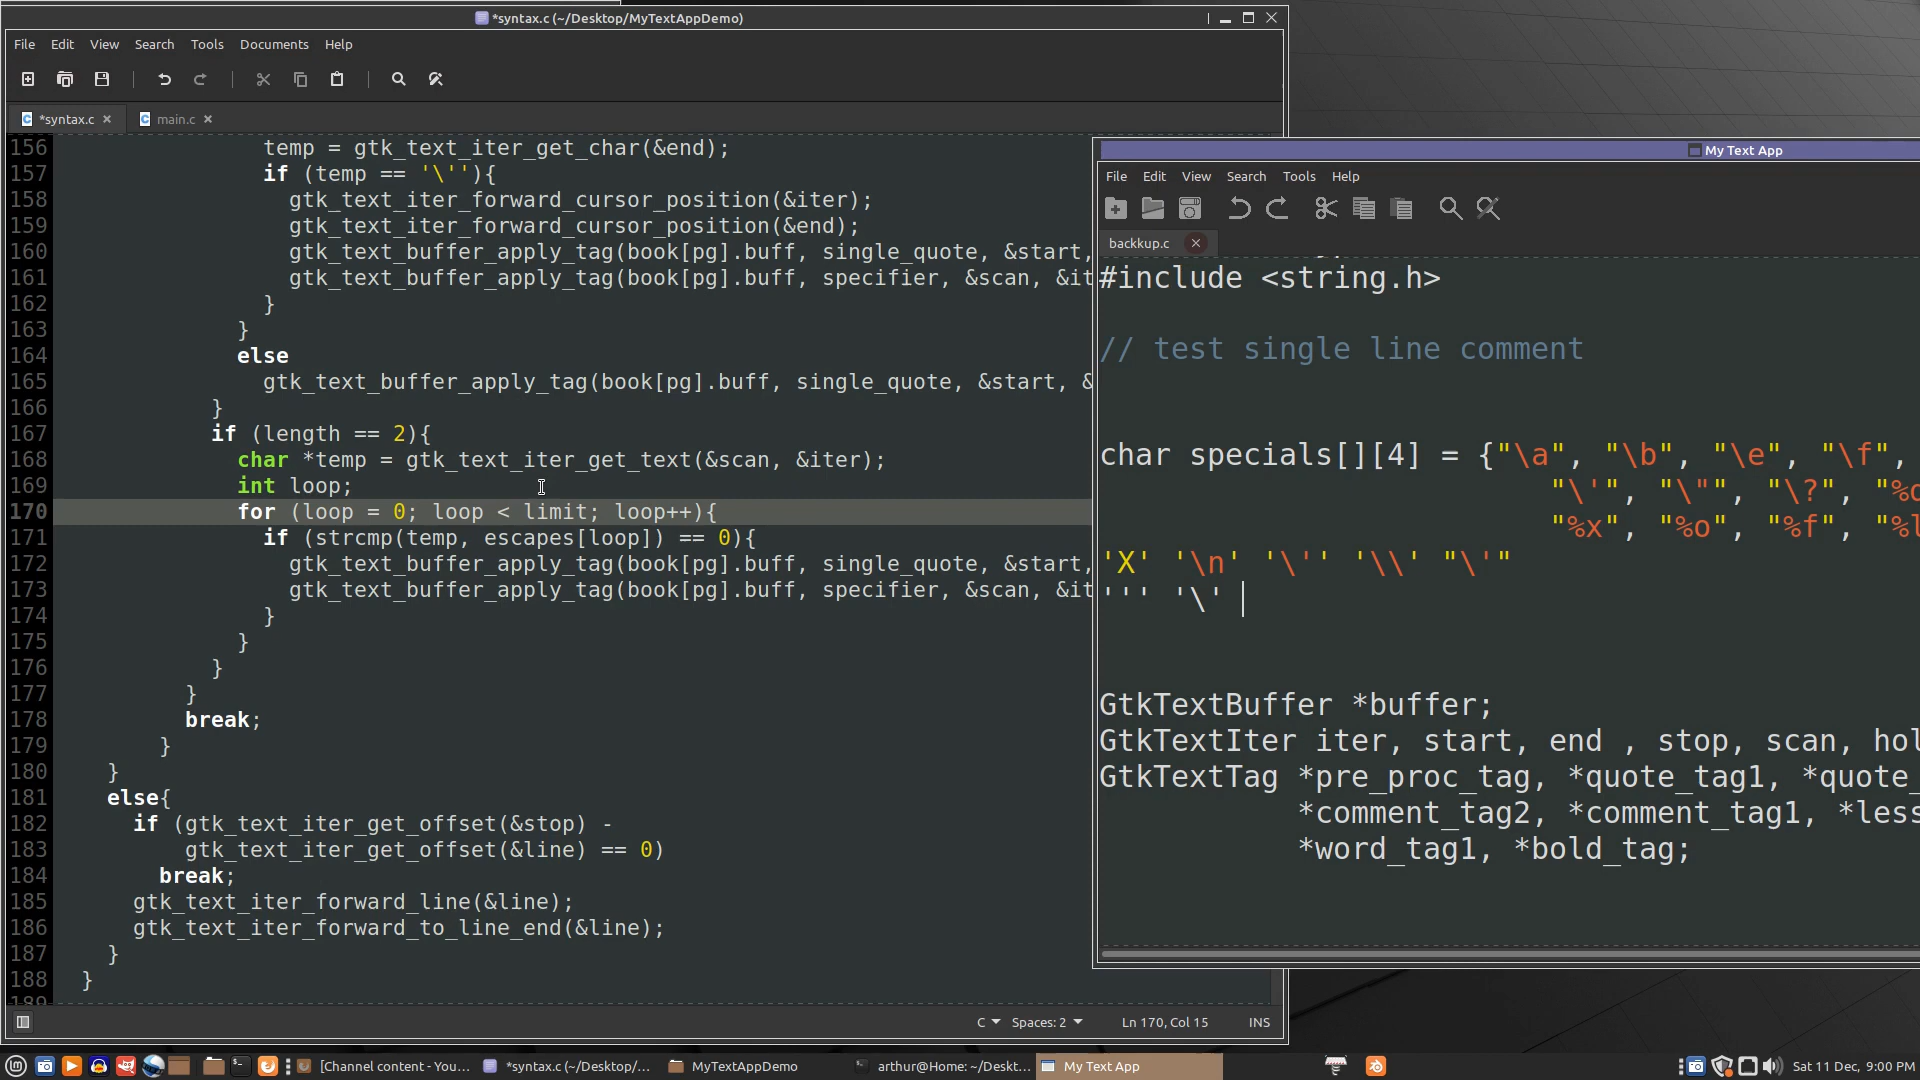 *syntax.c (~/Desktop/MyTextAppDemo)
File Edit View Search Tools Documents Help
*syntax.c main.c
156 temp = gtk_text_iter_get_char(&end);
157 if (temp == '\''){
158 gtk_text_iter_forward_cursor_position(&iter);
159 gtk_text_iter_forward_cursor_position(&end);
160 gtk_text_buffer_apply_tag(book[pg].buff, single_quote, &start,
161 gtk_text_buffer_apply_tag(book[pg].buff, specifier, &scan, &it
162 }
163 }
164 else
165 gtk_text_buffer_apply_tag(book[pg].buff, single_quote, &start, &
166 }
167 if (length == 2){
168 char *temp = gtk_text_iter_get_text(&scan, &iter);
169 int loop;
170 for (loop = 0; loop < limit; loop++){
171 if (strcmp(temp, escapes[loop]) == 0){
172 gtk_text_buffer_apply_tag(book[pg].buff, single_quote, &start,
173 gtk_text_buffer_apply_tag(book[pg].buff, specifier, &scan, &it
174 }
175 }
176 }
177 }
178 break;
179 }
180 }
181 else{
182 if (gtk_text_iter_get_offset(&stop) -
183 gtk_text_iter_get_offset(&line) == 0)
184 break;
185 gtk_text_iter_forward_line(&line);
186 gtk_text_iter_forward_to_line_end(&line);
187 }
188 }
C Spaces: 2 Ln 170, Col 15 INS
My Text App
File Edit View Search Tools Help
backkup.c
#include <string.h>
// test single line comment
char specials[][4] = {"\a", "\b", "\e", "\f",
"\'", "\"", "\?", "%
"%x", "%o", "%f", "%l
'X' '\n' '\'' '\\' "\'"
''' '\'
GtkTextBuffer *buffer;
GtkTextIter iter, start, end , stop, scan, hol
GtkTextTag *pre_proc_tag, *quote_tag1, *quote_
*comment_tag2, *comment_tag1, *less
*word_tag1, *bold_tag;
[Channel content - You... *syntax.c (~/Desktop/... MyTextAppDemo arthur@Home: ~/Deskt... My Text App Sat 11 Dec, 9:00 PM